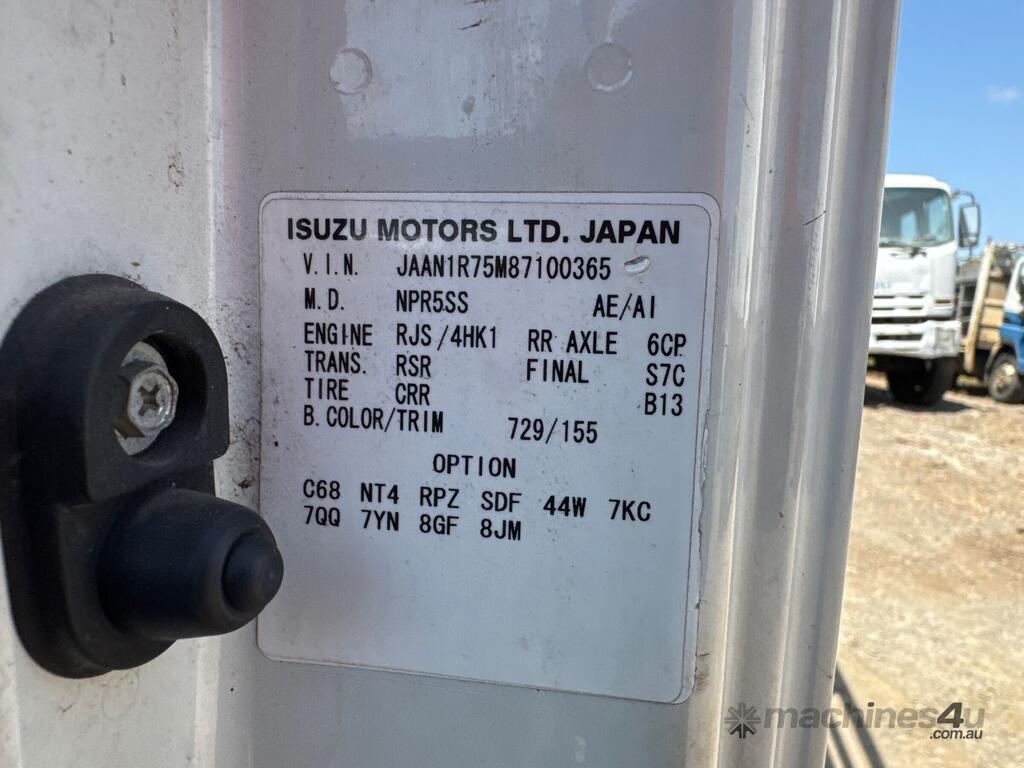 ISUZU MOTORS LTD. JAPAN
V.I.N. JAAN1R75M87100365
M.D. NPR5SS AE/AI
ENGINE RJS/4HK1 RR AXLE 6CP
TRANS. RSR FINAL S7C
TIRE CRR B13
B.COLOR/TRIM 729/155
OPTION
C68 NT4 RPZ SDF 44W 7KC
7QQ 7YN 8GF 8JM
machines4u
.com.au